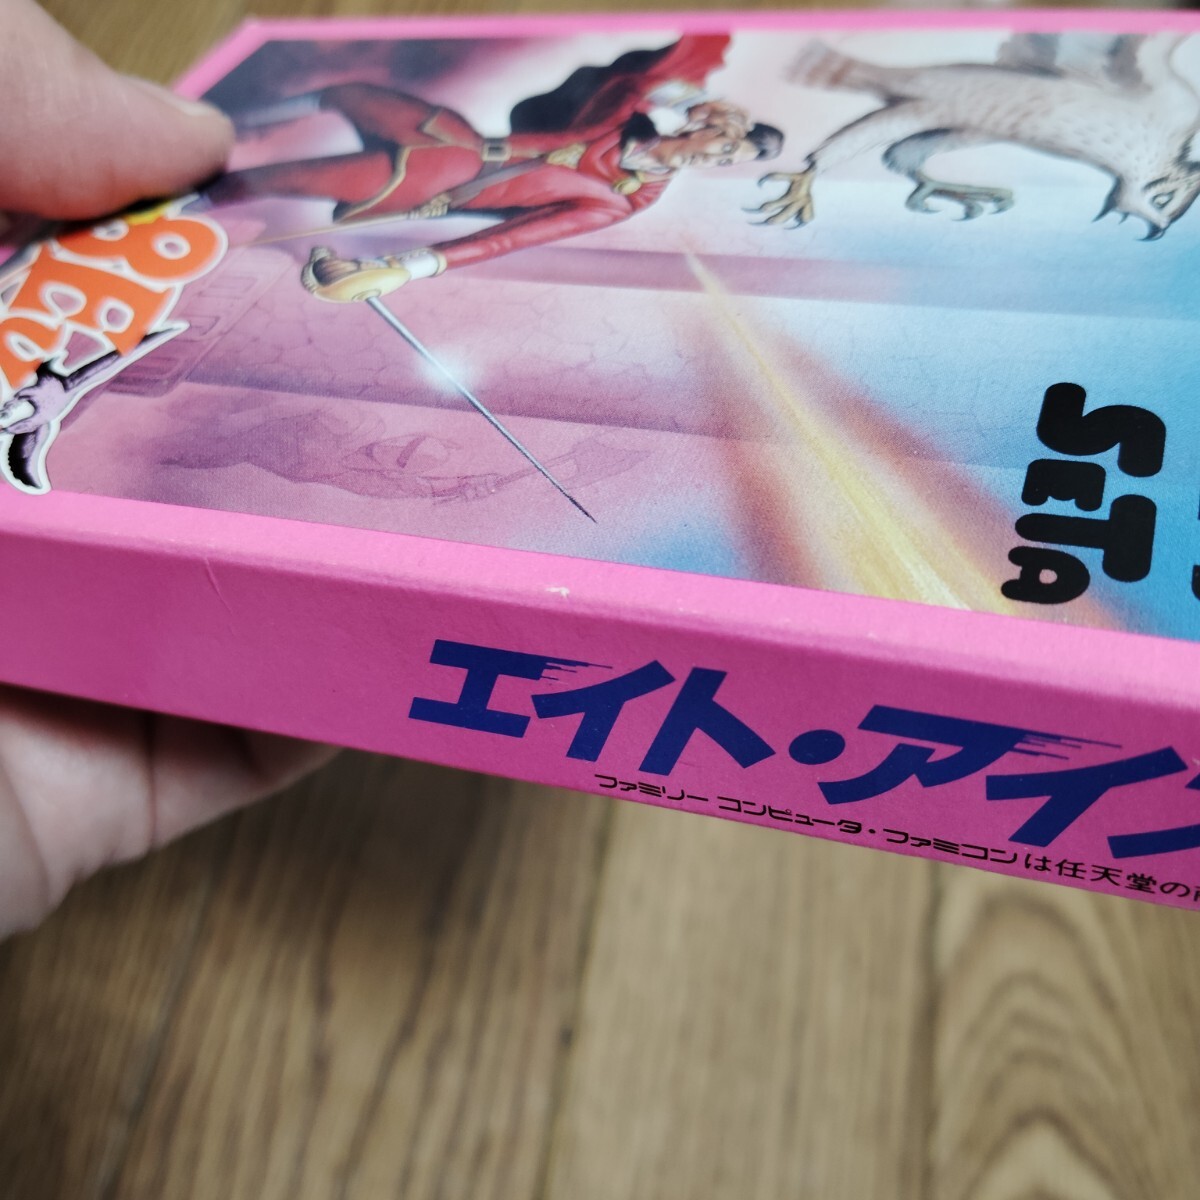 SETA
エイト・アイ
ファミリー コンピュータ・ファミコンは任天堂の